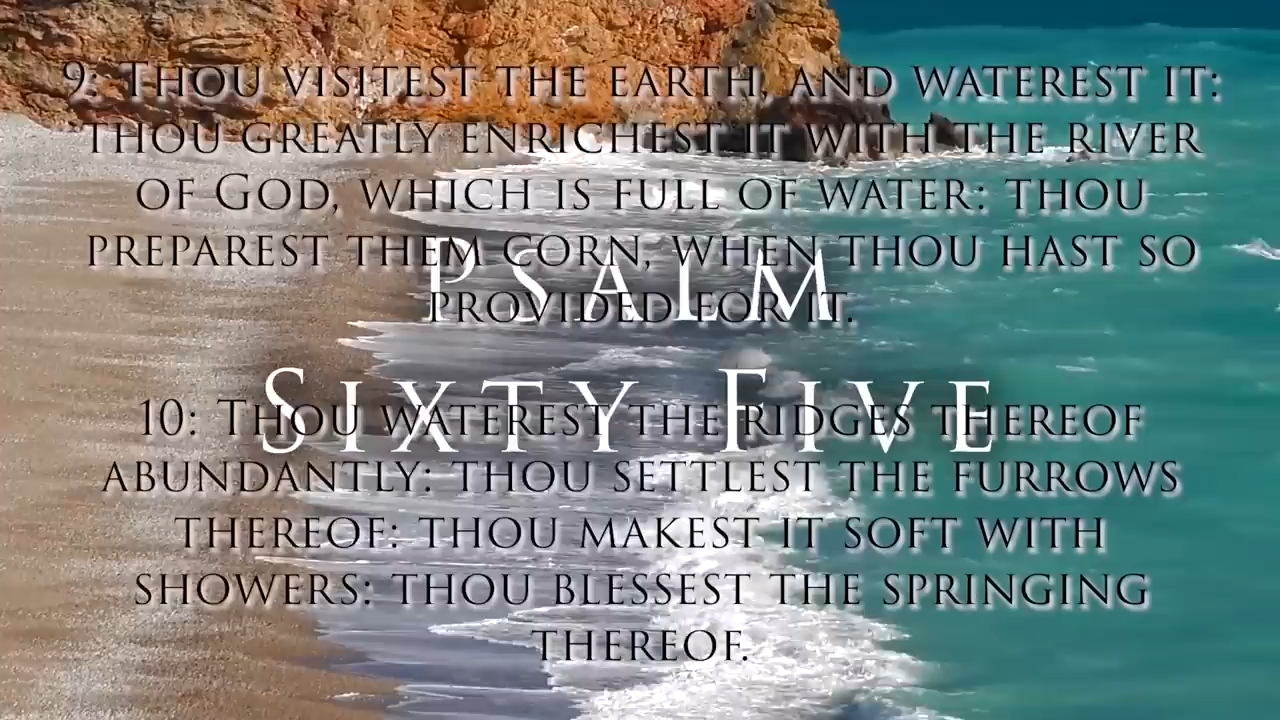 9: Thou visitest the earth, and waterest it:
thou greatly enrichest it with the river
of God, which is full of water: thou
preparest them corn, when thou hast so
provided for it.
Psalm
Sixty Five
10: Thou waterest the ridges thereof
abundantly: thou settlest the furrows
thereof: thou makest it soft with
showers: thou blessest the springing
thereof.